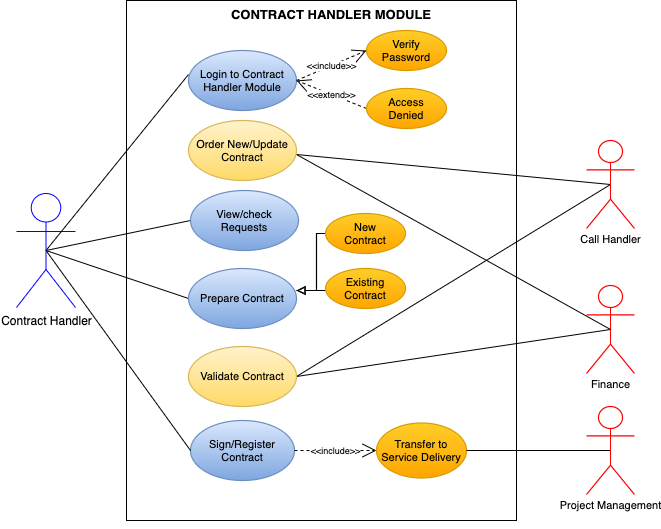 CONTRACT HANDLER MODULE
Login to Contract
Handler Module
<<include>>
<<extend>>
Verify
Password
Access
Denied
Order New/Update
Contract
View/check
Requests
New
Contract
Prepare Contract
Existing
Contract
Validate Contract
Sign/Register
Contract
<<include>>
Transfer to
Service Delivery
Contract Handler
Call Handler
Finance
Project Management